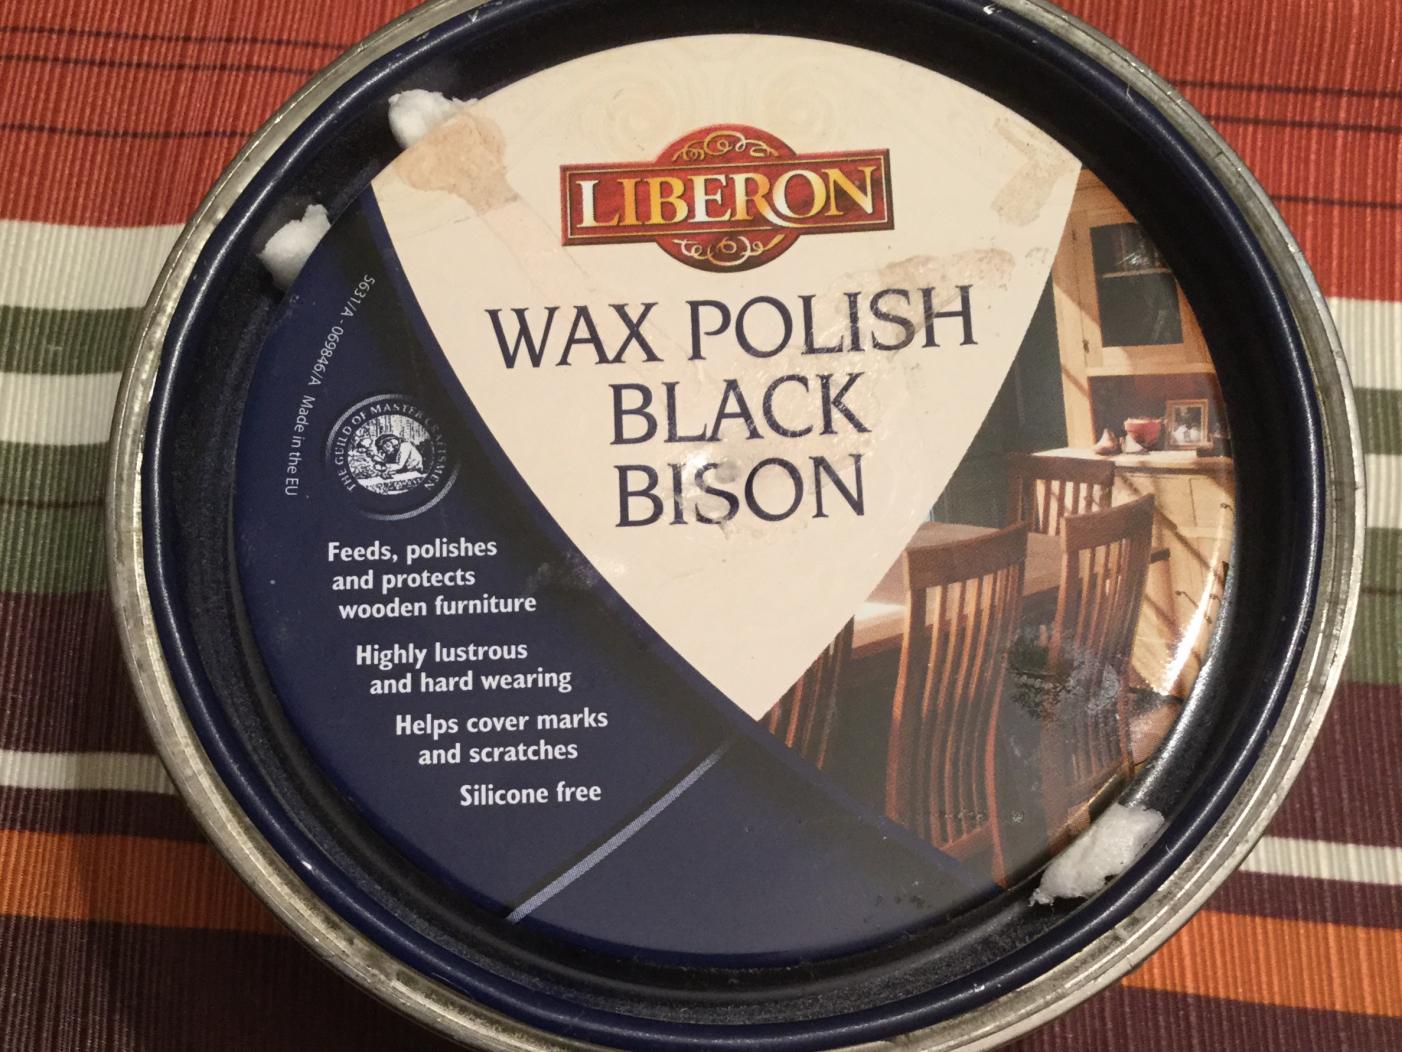 LIBERON
WAX POLISH
BLACK
BISON
5631/A - 069846/A Made in the EU
THE GUILD OF MASTER CRAFTSMEN
Feeds, polishes
and protects
wooden furniture
Highly lustrous
and hard wearing
Helps cover marks
and scratches
Silicone free